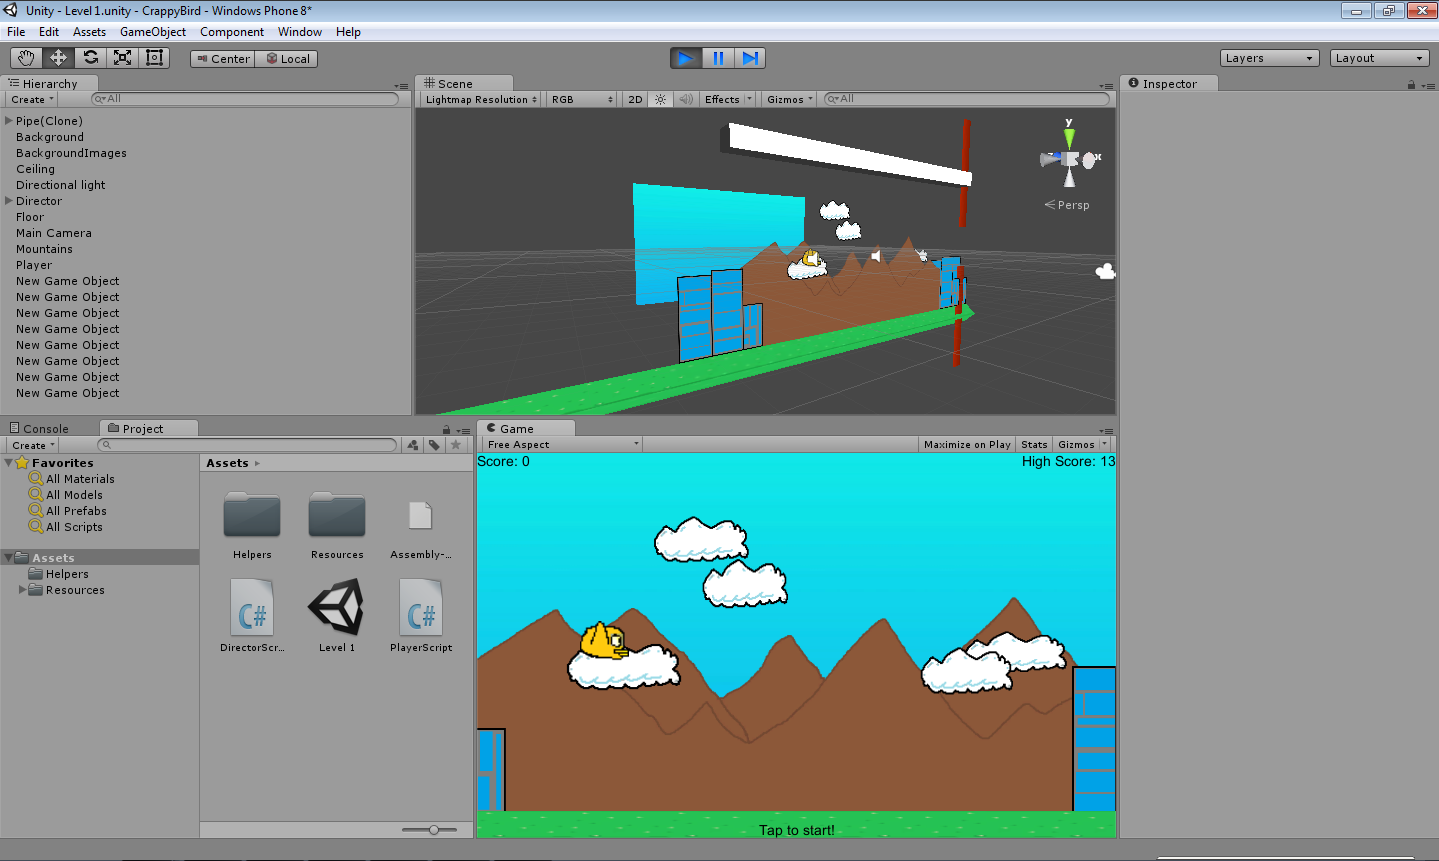 Unity - Level 1.unity - CrappyBird - Windows Phone 8*
File Edit Assets GameObject Component Window Help
Center Local Layers Layout
Hierarchy
Create All
Pipe(Clone)
Background
BackgroundImages
Ceiling
Directional light
Director
Floor
Main Camera
Mountains
Player
New Game Object
New Game Object
New Game Object
New Game Object
New Game Object
New Game Object
New Game Object
New Game Object
Scene
Lightmap Resolution RGB 2D Effects Gizmos All
y
x
Persp
Inspector
Console Project
Create
Favorites
All Materials
All Models
All Prefabs
All Scripts
Assets
Helpers
Resources
Assets
Helpers Resources Assembly-...
C# C#
DirectorScr... Level 1 PlayerScript
Game
Free Aspect Maximize on Play Stats Gizmos
Score: 0 High Score: 13
Tap to start!